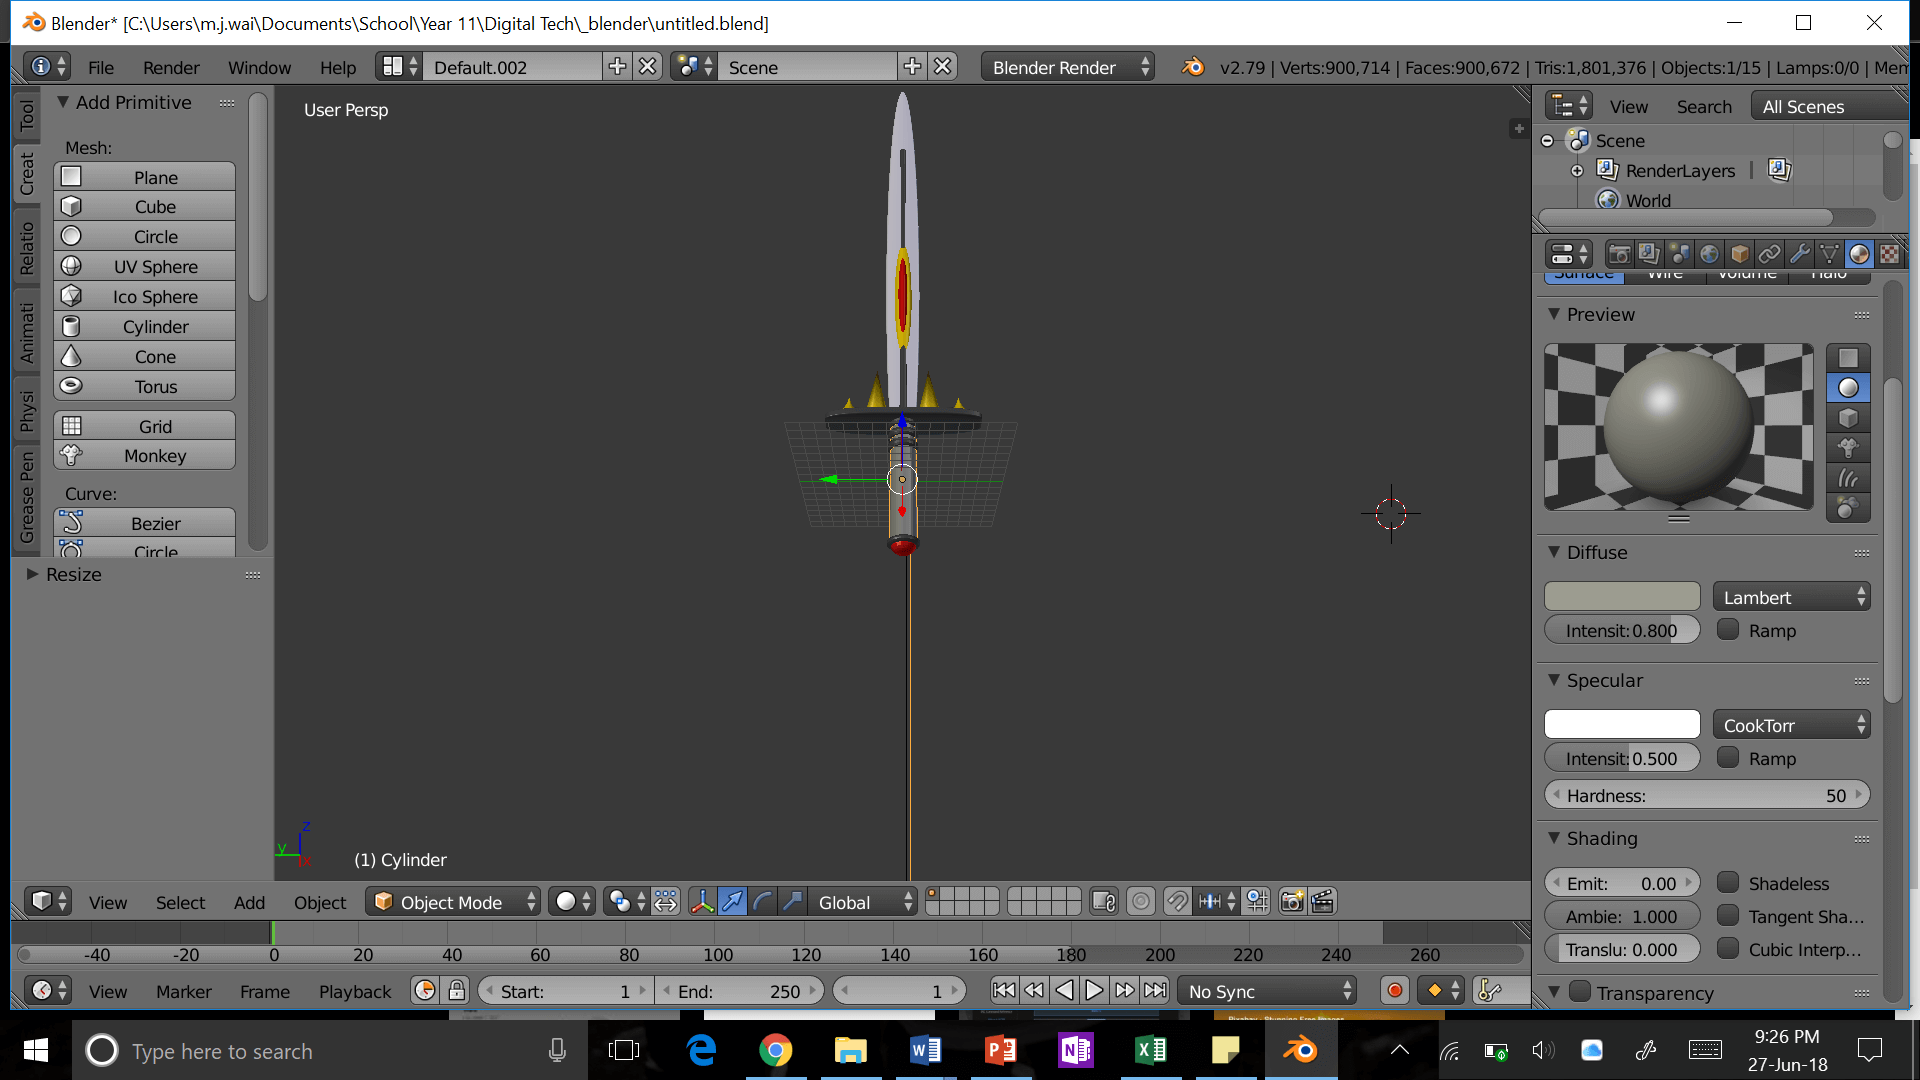 Blender* [C:\Users\m.j.wai\Documents\School\Year 11\Digital Tech\_blender\untitled.blend]
File Render Window Help Default.002 Scene Blender Render v2.79 | Verts:900,714 | Faces:900,672 | Tris:1,801,376 | Objects:1/15 | Lamps:0/0 | Mem
Tool
Creat
Relatio
Animati
Physi
Grease Pen
Add Primitive
Mesh:
Plane
Cube
Circle
UV Sphere
Ico Sphere
Cylinder
Cone
Torus
Grid
Monkey
Curve:
Bezier
Circle
Resize
User Persp
z
y
x
(1) Cylinder
View Search All Scenes
Scene
RenderLayers
World
Surface Wire Volume Halo
Preview
Diffuse
Lambert
Intensit: 0.800 Ramp
Specular
CookTorr
Intensit: 0.500 Ramp
Hardness: 50
Shading
Emit: 0.00 Shadeless
Ambie: 1.000 Tangent Sha...
Translu: 0.000 Cubic Interp...
Transparency
View Select Add Object Object Mode Global
-40 -20 0 20 40 60 80 100 120 140 160 180 200 220 240 260
View Marker Frame Playback Start: 1 End: 250 1 No Sync
Type here to search
9:26 PM
27-Jun-18